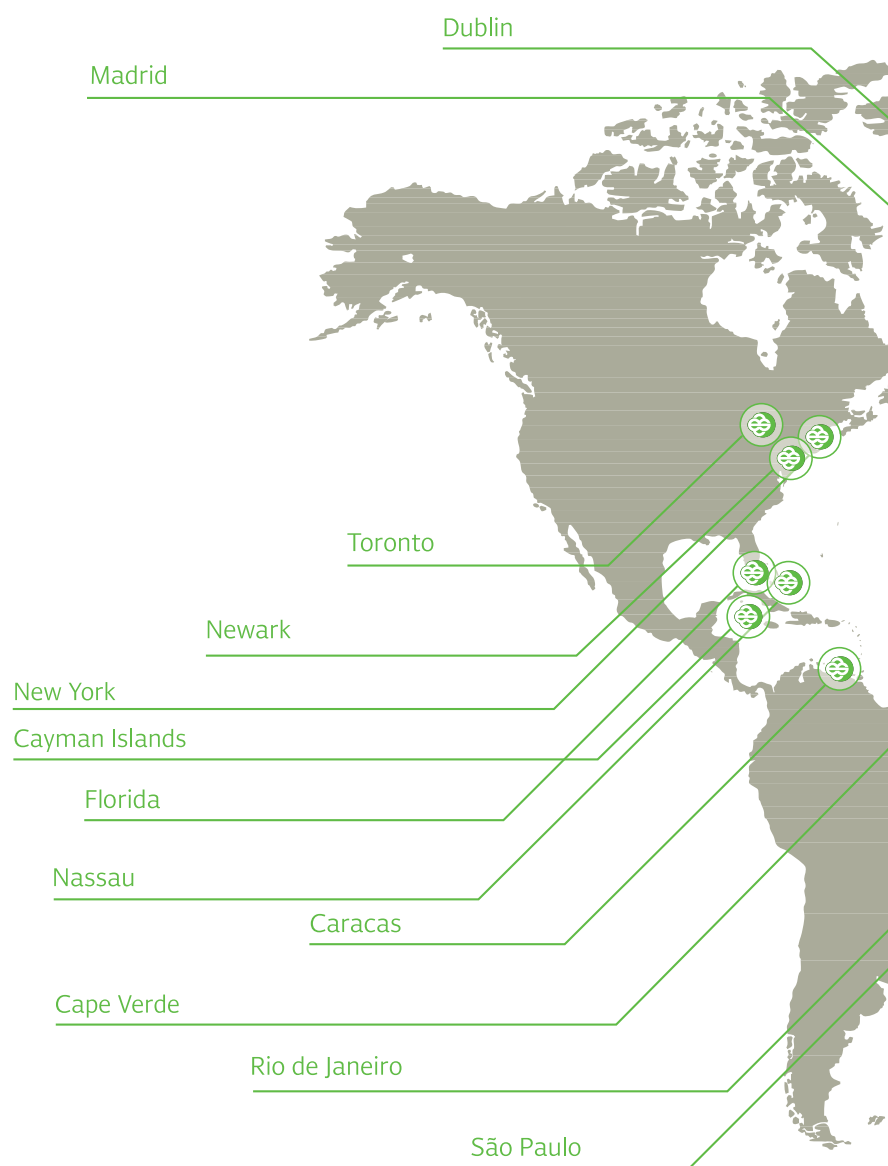 Dublin
Madrid
Toronto
Newark
New York
Cayman Islands
Florida
Nassau
Caracas
Cape Verde
Rio de Janeiro
São Paulo